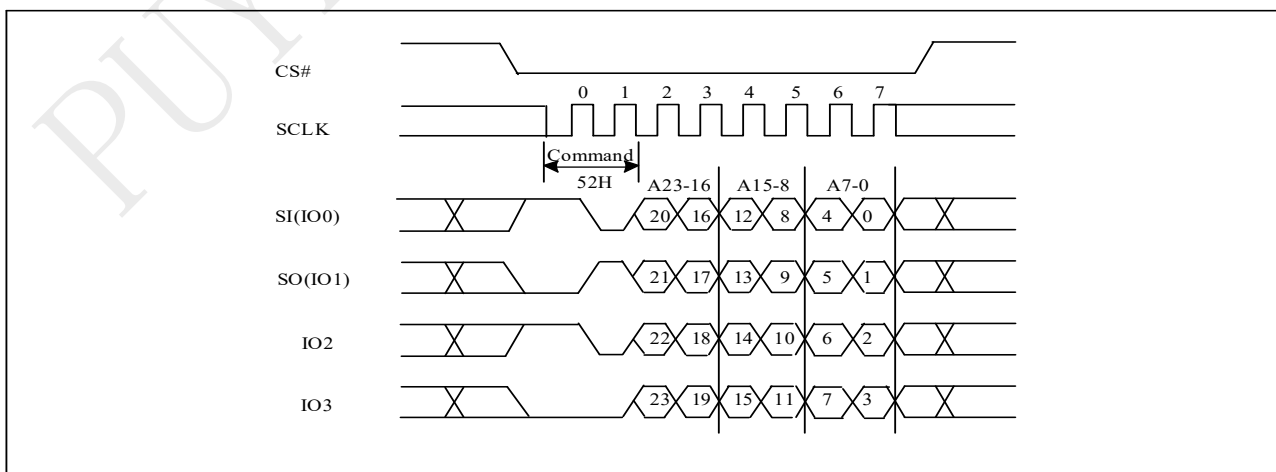 PUY
CS#
0 1 2 3 4 5 6 7
SCLK
Command
52H
A23-16 A15-8 A7-0
SI(IO0) 20 16 12 8 4 0
SO(IO1) 21 17 13 9 5 1
IO2 22 18 14 10 6 2
IO3 23 19 15 11 7 3